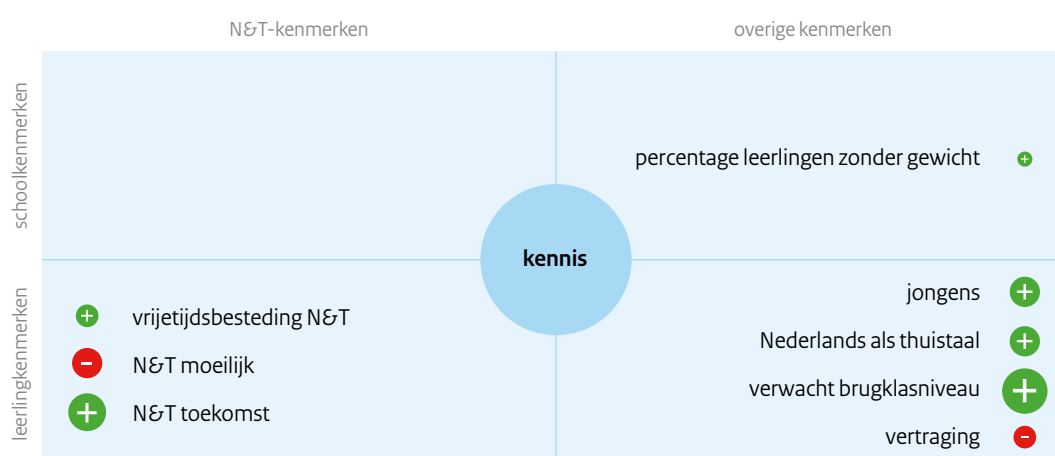 N&T-kenmerken
overige kenmerken
schoolkenmerken
percentage leerlingen zonder gewicht
kennis
leerlingkenmerken
vrijetijdsbesteding N&T
N&T moeilijk
N&T toekomst
jongens
Nederlands als thuistaal
verwacht brugklasniveau
vertraging